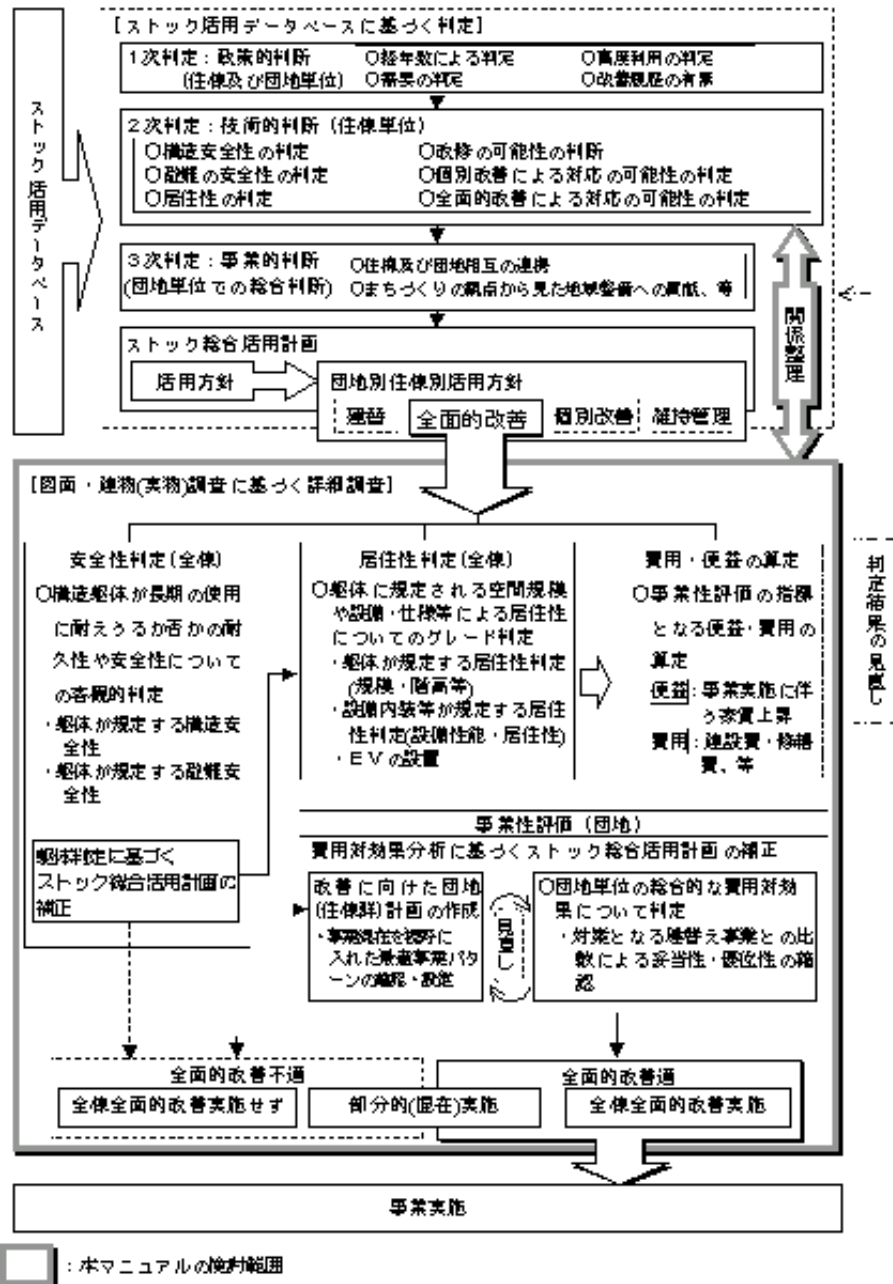 [ストック活用データベースに基づく判定]
1次判定:政策的判断
(住棟及び団地単位)
○経年数による判定
○高度利用の判定
○需要の判定
○改善履歴の有無
ストック活用データベース
2次判定:技術的判断(住棟単位)
○構造安全性の判定
○改修の可能性の判断
○避難の安全性の判定
○個別改善による対応の可能性の判定
○居住性の判定
○全面的改善による対応の可能性の判定
3次判定:事業的判断
(団地単位での総合判断)
○住棟及び団地相互の連携
○まちづくりの観点から見た地域整備への貢献、等
関係整理
ストック総合活用計画
活用方針
団地別住棟別活用方針
建替
全面的改善
個別改善
維持管理
[図面・建物(実物)調査に基づく詳細調査]
安全性判定(全棟)
○構造躯体が長期の使用
に耐えうるか否かの耐
久性や安全性について
の客観的判定
・躯体が規定する構造安
全性
・躯体が規定する避難安
全性
躯体判定に基づく
ストック総合活用計画の
補正
居住性判定(全棟)
○躯体に規定される空間規模
や設備・仕様等による居住性
についてのグレード判定
・躯体が規定する居住性判定
(規模・階高等)
・設備内装等が規定する居住
性判定(設備性能・居住性)
・EVの設置
費用・便益の算定
○事業性評価の指標
となる便益・費用の
算定
便益:事業実施に伴
う家賃上昇
費用:建設費・修繕
費、等
判定結果の見直し
事業性評価(団地)
費用対効果分析に基づくストック総合活用計画の補正
改善に向けた団地
(住棟群)計画の作成
・事業混在を視野に
入れた最適事業パタ
ーンの確認・設定
見直し
○団地単位の総合的な費用対効
果について判定
・対案となる建替え事業との比
較による妥当性・優位性の確
認
全面的改善不適
全棟全面的改善実施せず
部分的(混在)実施
全面的改善適
全棟全面的改善実施
事業実施
:本マニュアルの検討範囲